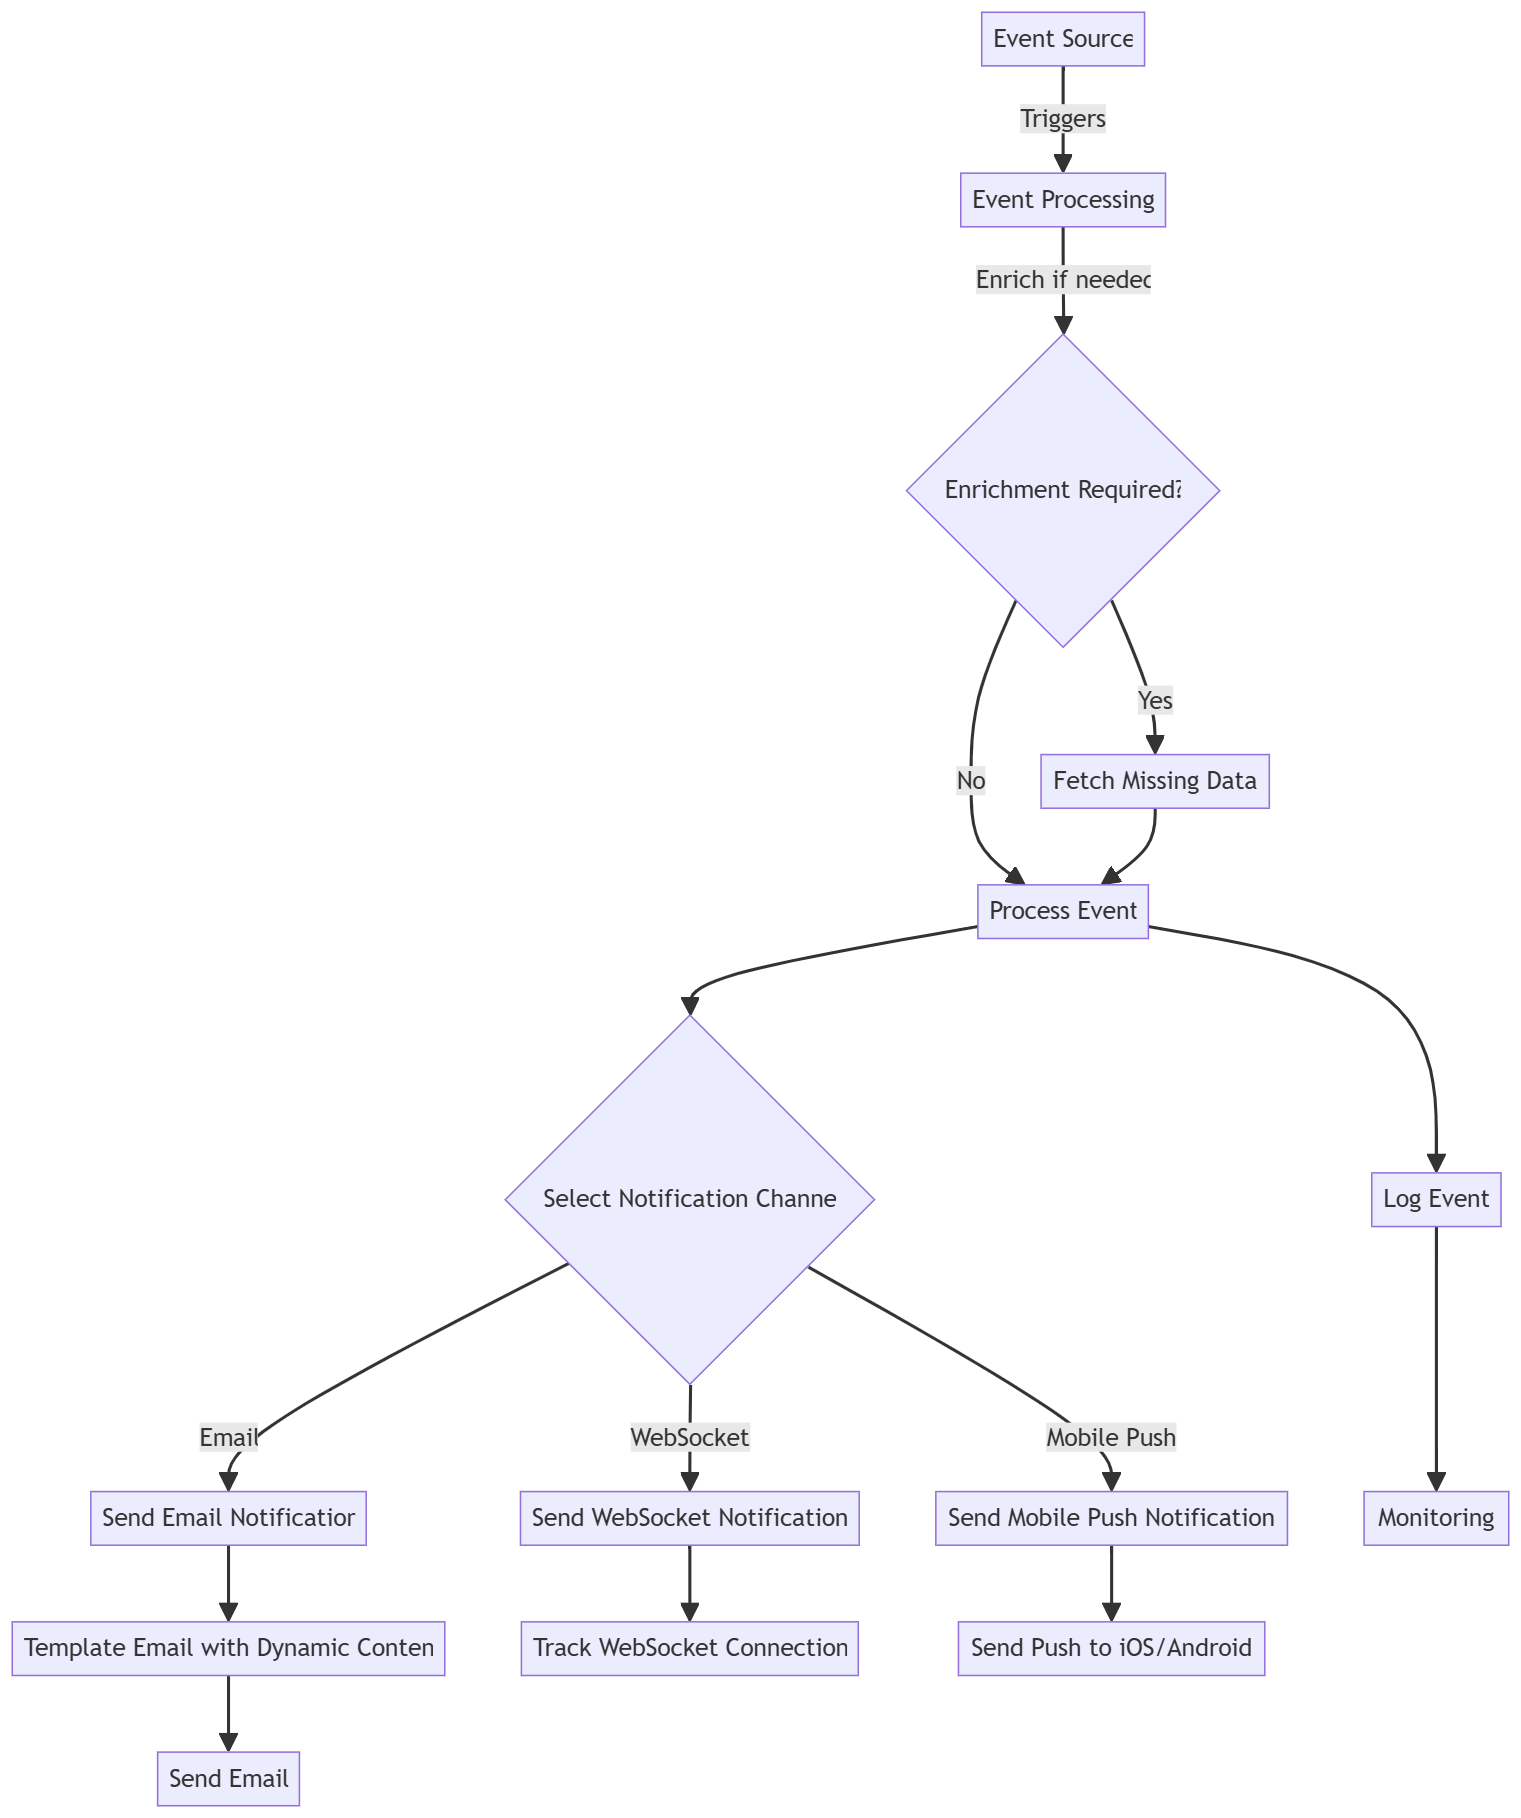 Event Source
Triggers
Event Processing
Enrich if needed
Enrichment Required?
Yes
No
Fetch Missing Data
Process Event
Select Notification Channe
Log Event
Email
WebSocket
Mobile Push
Send Email Notification
Send WebSocket Notification
Send Mobile Push Notification
Monitoring
Template Email with Dynamic Conten
Track WebSocket Connection
Send Push to iOS/Android
Send Email